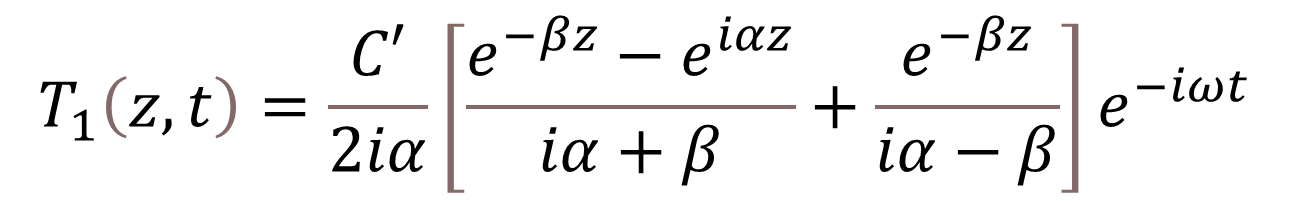 T₁(z, t) = C′/2iα [ (e^{−βz} − e^{iαz})/(iα + β) + e^{−βz}/(iα − β) ] e^{−iωt}